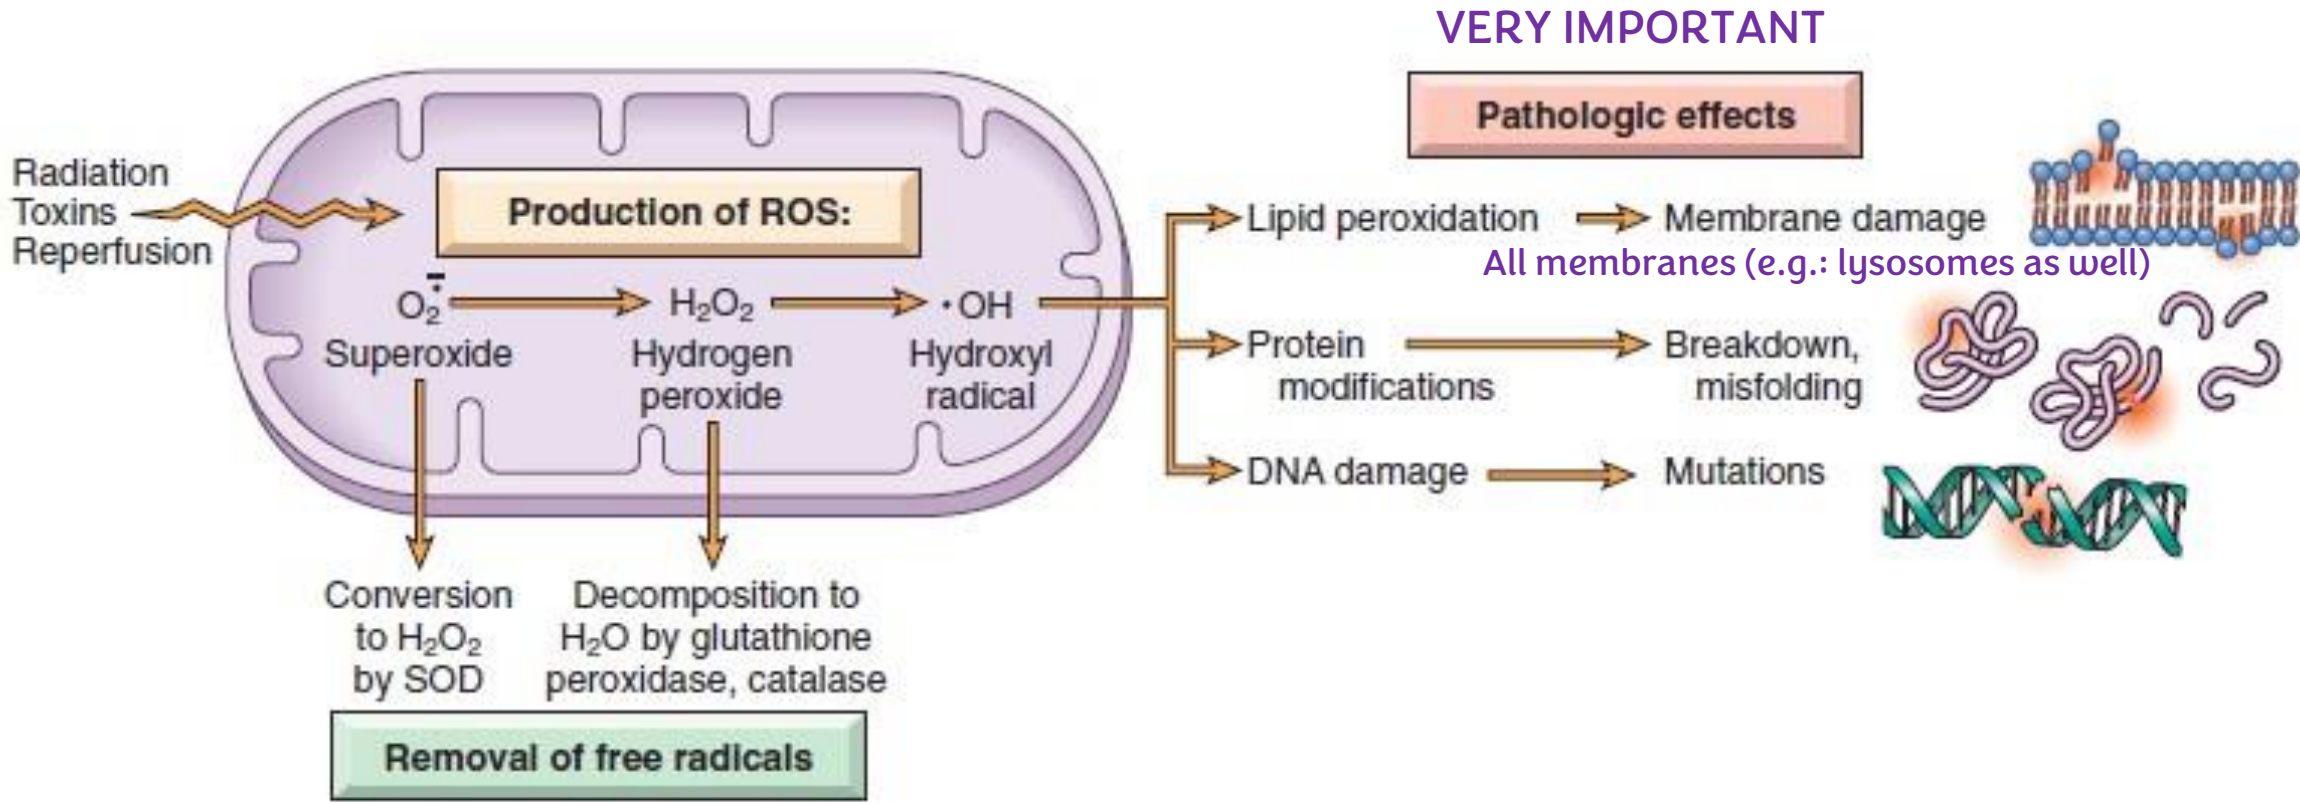 VERY IMPORTANT
Pathologic effects
Radiation
Toxins
Reperfusion
Production of ROS:
O₂•̄
Superoxide
H₂O₂
Hydrogen
peroxide
•OH
Hydroxyl
radical
Lipid peroxidation
Membrane damage
All membranes (e.g.: lysosomes as well)
Protein
modifications
Breakdown,
misfolding
DNA damage
Mutations
Conversion
to H₂O₂
by SOD
Decomposition to
H₂O by glutathione
peroxidase, catalase
Removal of free radicals